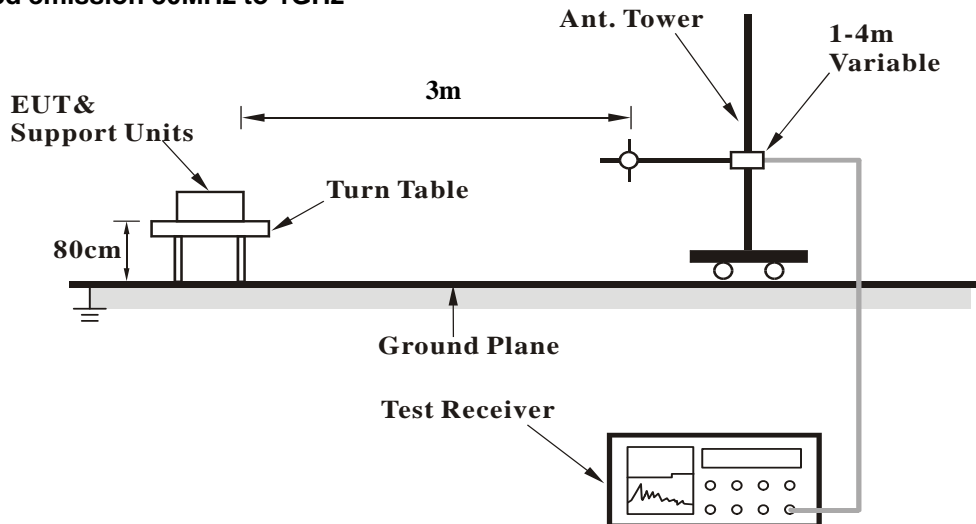 emission 30MHz to 1GHz
Ant. Tower
1-4m
Variable
3m
EUT&
Support Units
Turn Table
80cm
Ground Plane
Test Receiver